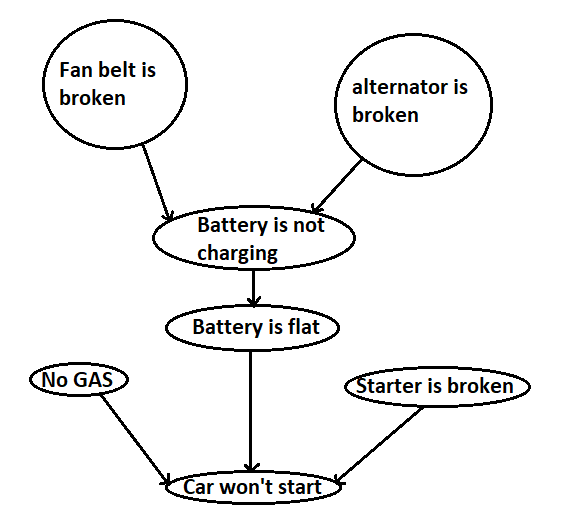 Fan belt is
broken
alternator is
broken
Battery is not
charging
Battery is flat
No GAS
Starter is broken
Car won't start